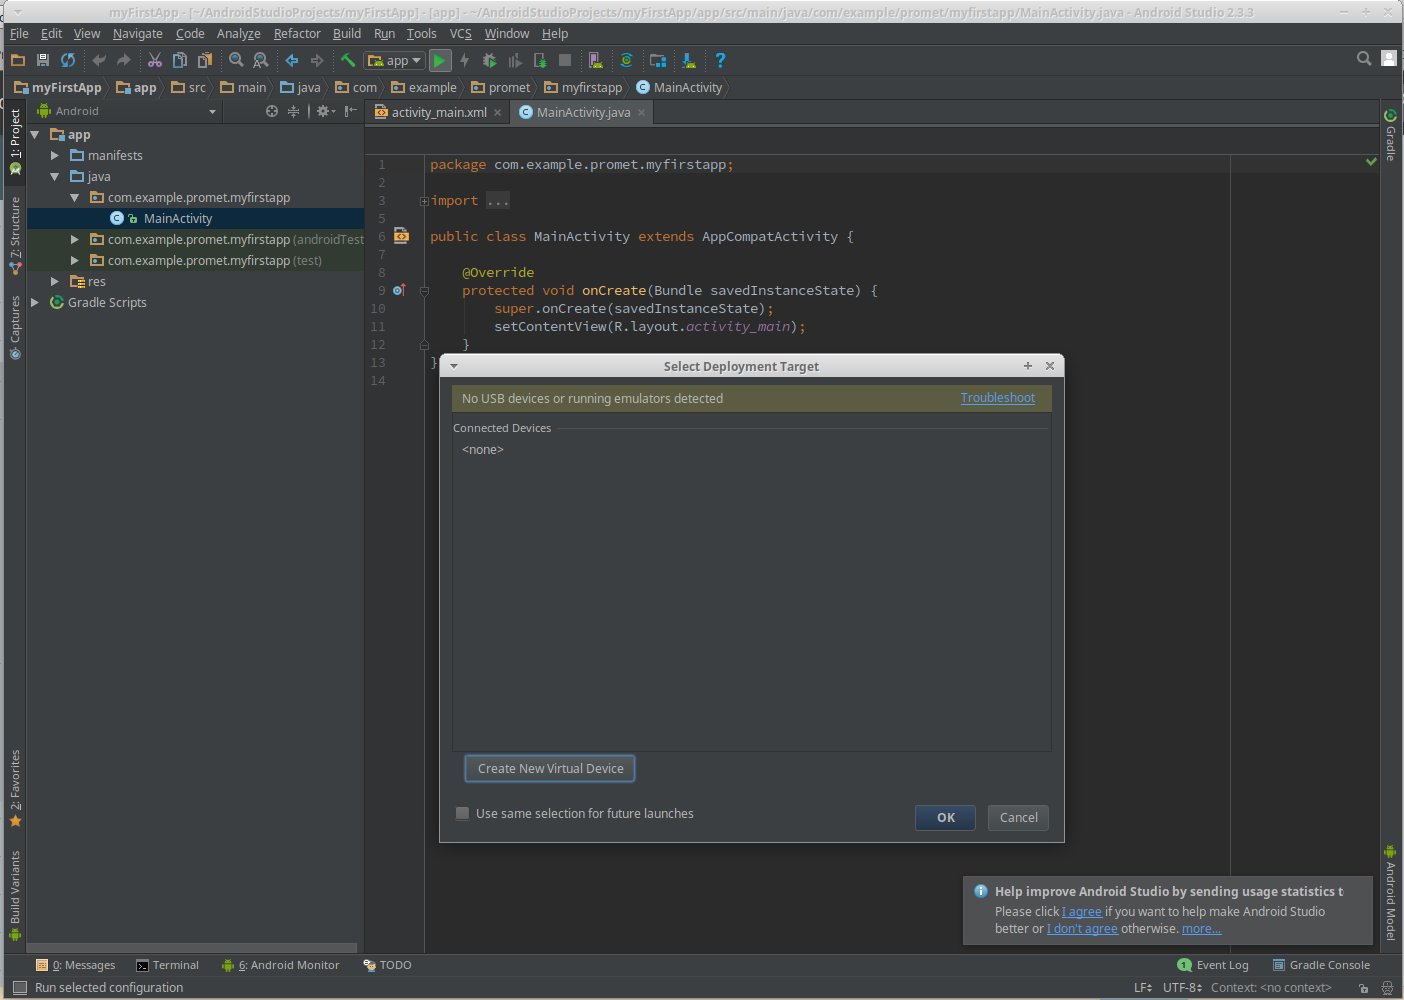 myFirstApp - [~/AndroidStudioProjects/myFirstApp] - [app] - ~/AndroidStudioProjects/myFirstApp/app/src/main/java/com/example/promet/myfirstapp/MainActivity.java - Android Studio 2.3.3
File Edit View Navigate Code Analyze Refactor Build Run Tools VCS Window Help
app
myFirstApp app src main java com example promet myfirstapp MainActivity
Android
activity_main.xml
MainActivity.java
1: Project
7: Structure
Captures
2: Favorites
Build Variants
app
manifests
java
com.example.promet.myfirstapp
MainActivity
com.example.promet.myfirstapp (androidTest
com.example.promet.myfirstapp (test)
res
Gradle Scripts
1 package com.example.promet.myfirstapp;
2
3 import ...
5
6 public class MainActivity extends AppCompatActivity {
7
8 @Override
9 protected void onCreate(Bundle savedInstanceState) {
10 super.onCreate(savedInstanceState);
11 setContentView(R.layout.activity_main);
12 }
13 }
14
Gradle
Android Model
Select Deployment Target
No USB devices or running emulators detected Troubleshoot
Connected Devices
<none>
Create New Virtual Device
Use same selection for future launches
OK Cancel
Help improve Android Studio by sending usage statistics t
Please click I agree if you want to help make Android Studio
better or I don't agree otherwise. more...
0: Messages Terminal 6: Android Monitor TODO
1 Event Log Gradle Console
Run selected configuration
LF UTF-8 Context: <no context>